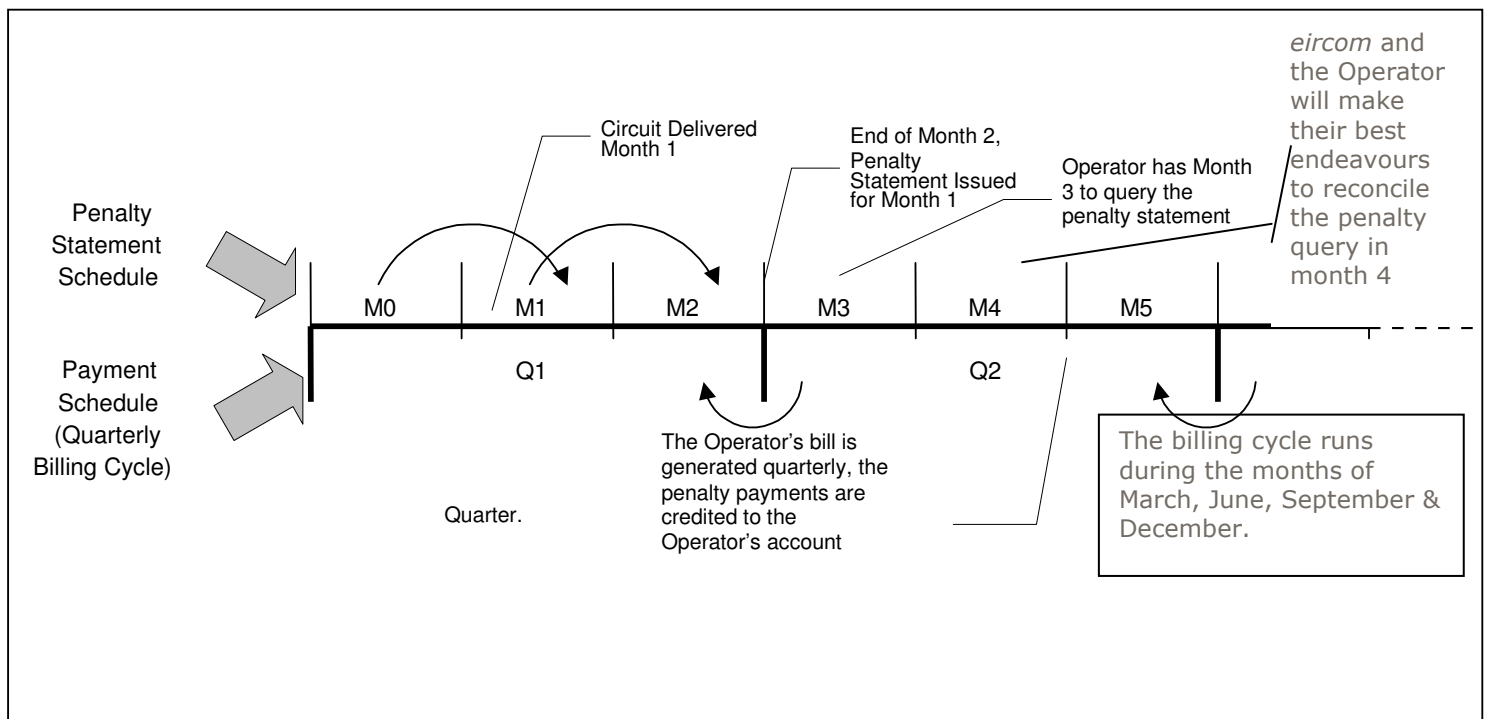 eircom and
the Operator
will make
their best
endeavours
to reconcile
the penalty
query in
month 4
Circuit Delivered
Month 1
End of Month 2,
Penalty
Statement Issued
for Month 1
Operator has Month
3 to query the
penalty statement
Penalty
Statement
Schedule
M0
M1
M2
M3
M4
M5
Payment
Schedule
(Quarterly
Billing Cycle)
Q1
Q2
The Operator's bill is
generated quarterly, the
penalty payments are
credited to the
Operator's account
Quarter.
The billing cycle runs
during the months of
March, June, September &
December.